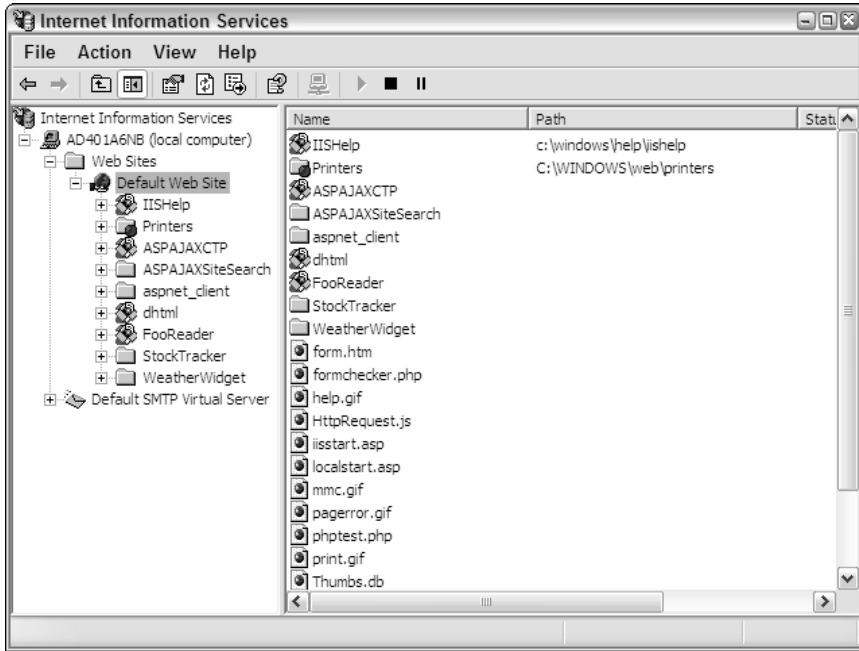 Internet Information Services
File Action View Help
Internet Information Services
AD401A6NB (local computer)
Web Sites
Default Web Site
IISHelp
Printers
ASPAJAXCTP
ASPAJAXSiteSearch
aspnet_client
dhtml
FooReader
StockTracker
WeatherWidget
Default SMTP Virtual Server
Name Path Statu
IISHelp c:\windows\help\iishelp
Printers C:\WINDOWS\web\printers
ASPAJAXCTP
ASPAJAXSiteSearch
aspnet_client
dhtml
FooReader
StockTracker
WeatherWidget
form.htm
formchecker.php
help.gif
HttpRequest.js
iisstart.asp
localstart.asp
mmc.gif
pagerror.gif
phptest.php
print.gif
Thumbs.db